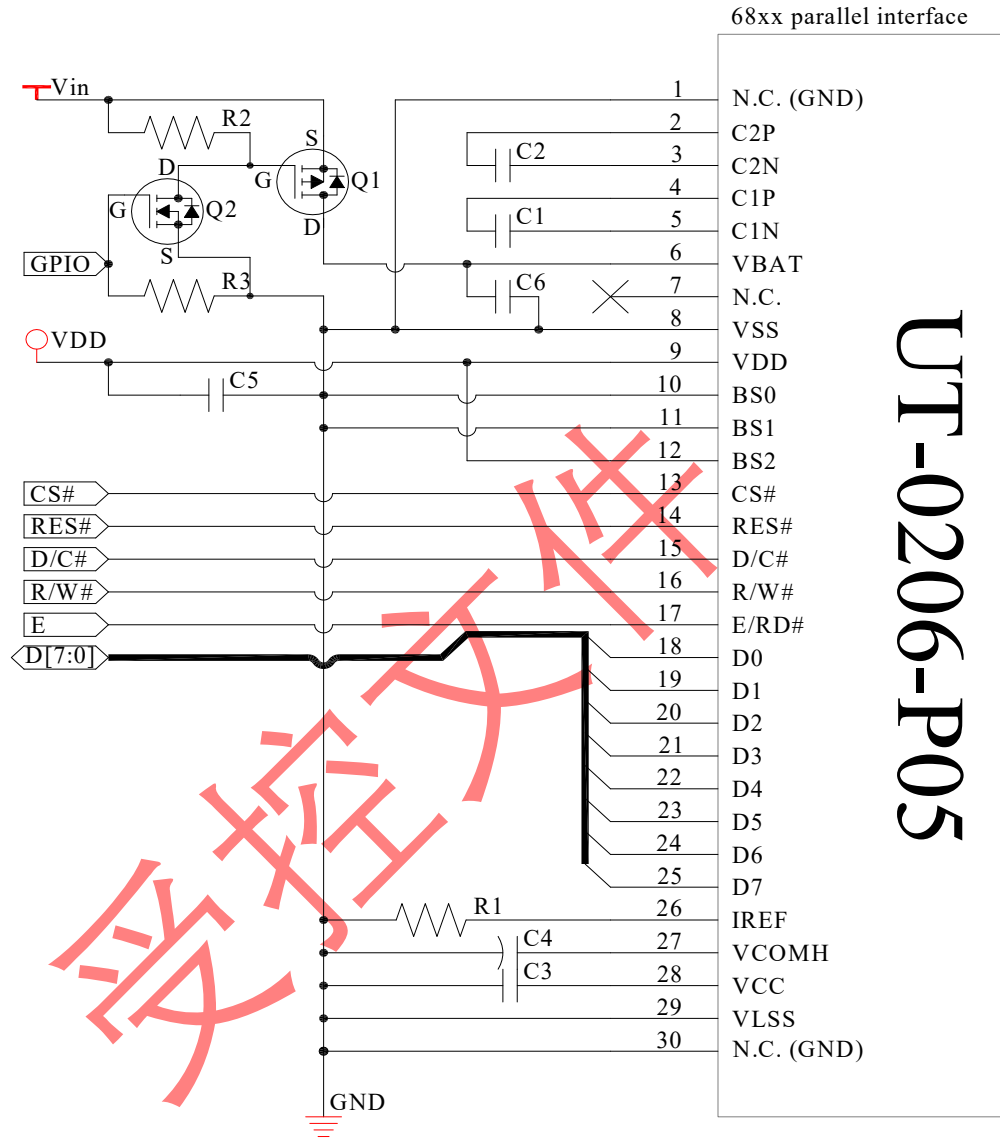 68xx parallel interface
Vin
R2
S
D
G
Q1
G
Q2
D
S
GPIO
R3
VDD
C5
C2
C1
C6
CS#
RES#
D/C#
R/W#
E
D[7:0]
R1
C4
C3
GND
1 N.C. (GND)
2 C2P
3 C2N
4 C1P
5 C1N
6 VBAT
7 N.C.
8 VSS
9 VDD
10 BS0
11 BS1
12 BS2
13 CS#
14 RES#
15 D/C#
16 R/W#
17 E/RD#
18 D0
19 D1
20 D2
21 D3
22 D4
23 D5
24 D6
25 D7
26 IREF
27 VCOMH
28 VCC
29 VLSS
30 N.C. (GND)
UT-0206-P05
受控文件